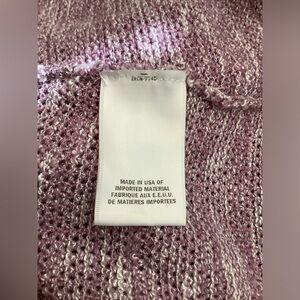 MADE IN USA OF
IMPORTED MATERIAL
FABRIQUE AUX E.E.U.U.
DE MATIERES IMPORTEES